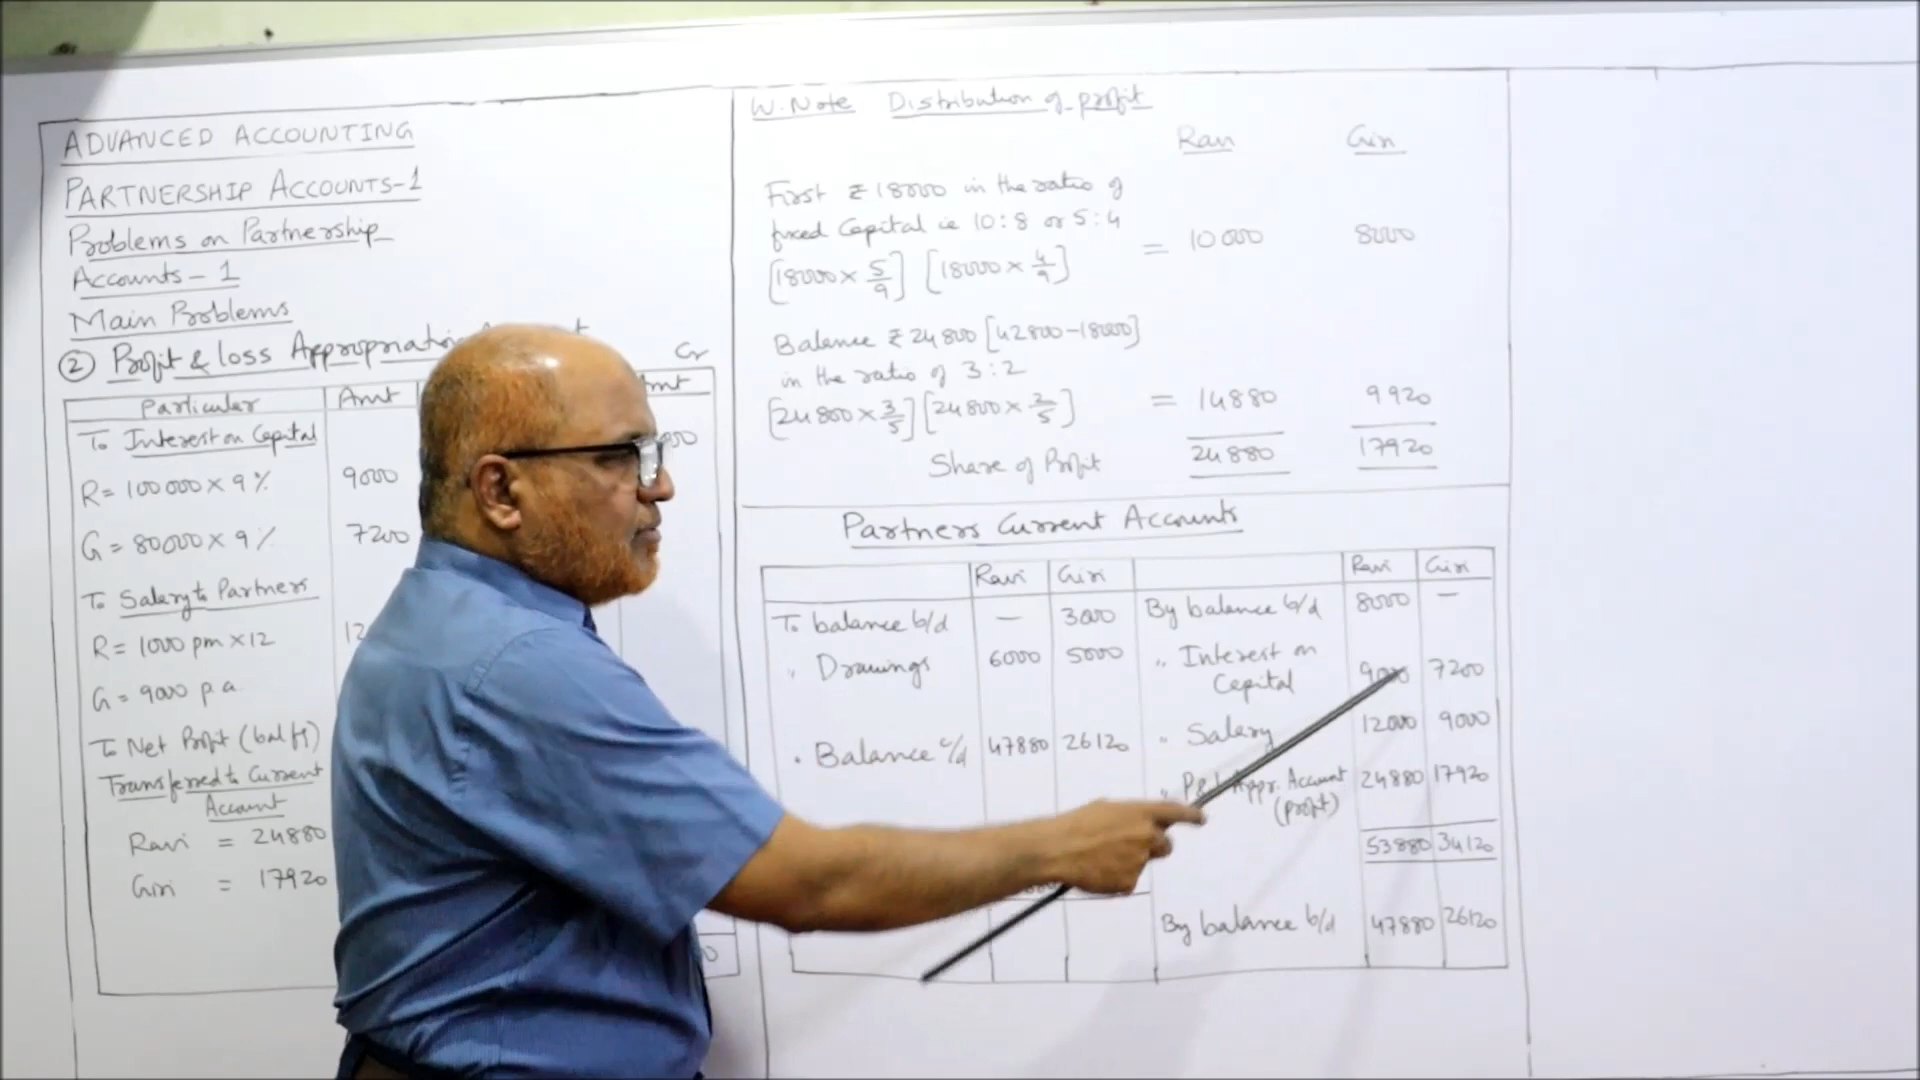 ADVANCED ACCOUNTING
PARTNERSHIP ACCOUNTS-1
Problems on Partnership
Accounts - 1
Main Problems
② Profit & loss Appropriation
Cr
Particular Amt
To Interest on Capital
R = 100000 × 9% 9000
G = 80000 × 9% 7200
To Salary to Partners
R = 1000 pm × 12 12
G = 9000 p.a
To Net Profit (bal fr)
Transferred to Current
Account
Ravi = 24880
Giri = 17920
W.Note Distribution of profit
Ravi Giri
First ₹ 18000 in the ratio of
fixed Capital ie 10:8 or 5:4
[18000 × 5/9] [18000 × 4/9] = 10000 8000
Balance ₹ 24800 [42800-18000]
in the ratio of 3:2
[24800 × 3/5] [24800 × 2/5] = 14880 9920
Share of Profit 24880 17920
Partners Current Accounts
Ravi Giri Ravi Giri
To balance b/d — 3000 By balance b/d 8000 —
" Drawings 6000 5000 " Interest on
Capital 9000 7200
" Balance c/d 47880 26120 " Salary 12000 9000
" P&L Appr. Account 24880 17920
(profit)
53880 34120
By balance b/d 47880 26120